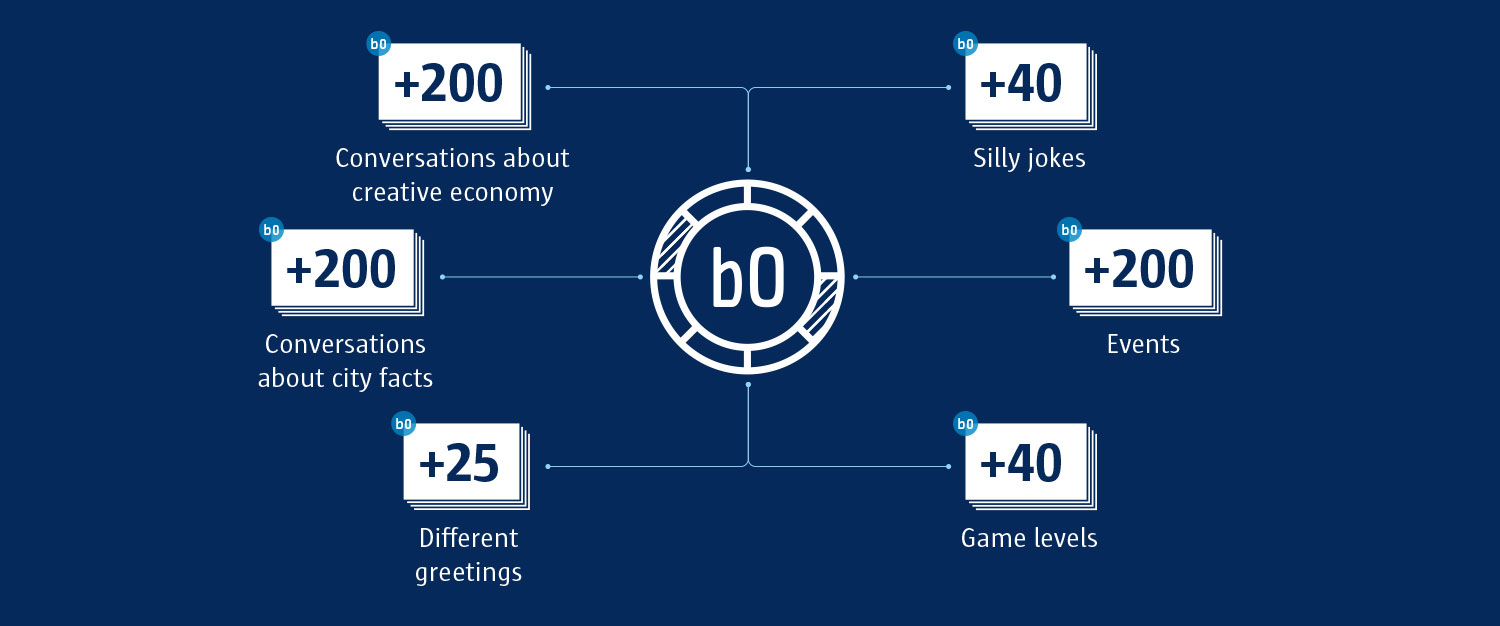 b0
+200
Conversations about
creative economy
b0
+40
Silly jokes
b0
+200
Conversations
about city facts
b0
b0
+200
Events
b0
+25
Different
greetings
b0
+40
Game levels